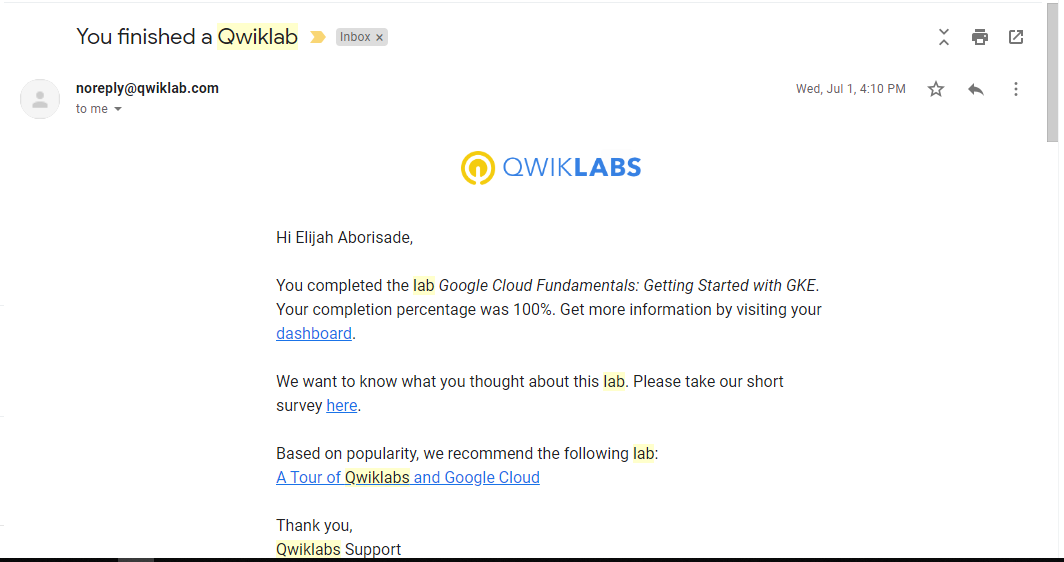 You finished a Qwiklab
Inbox ×
noreply@qwiklab.com
Wed, Jul 1, 4:10 PM
to me
QWIKLABS
Hi Elijah Aborisade,
You completed the lab Google Cloud Fundamentals: Getting Started with GKE.
Your completion percentage was 100%. Get more information by visiting your
dashboard.
We want to know what you thought about this lab. Please take our short
survey here.
Based on popularity, we recommend the following lab:
A Tour of Qwiklabs and Google Cloud
Thank you,
Qwiklabs Support